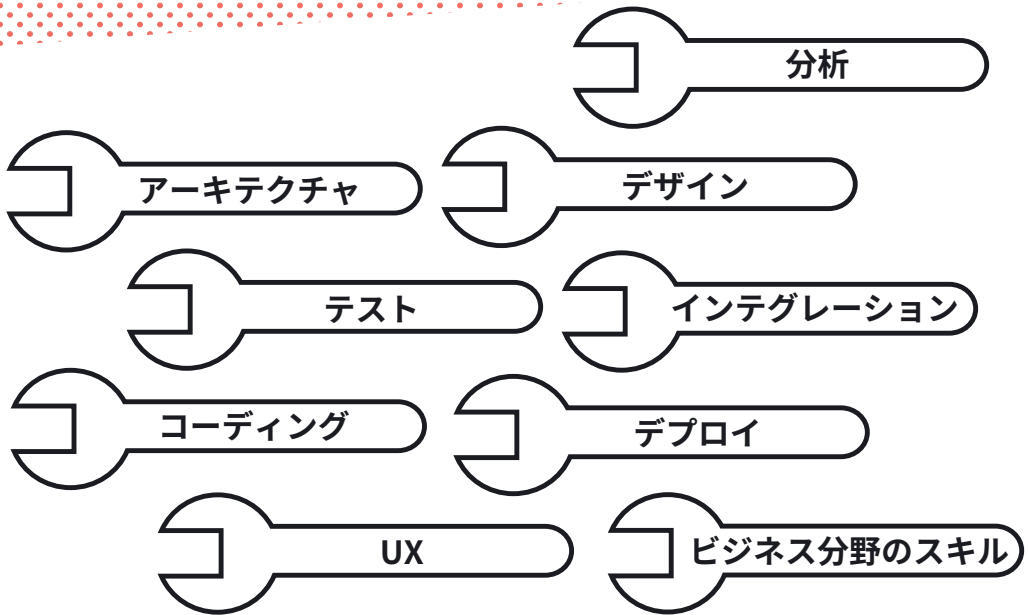 分析
アーキテクチャ
デザイン
テスト
インテグレーション
コーディング
デプロイ
UX
ビジネス分野のスキル